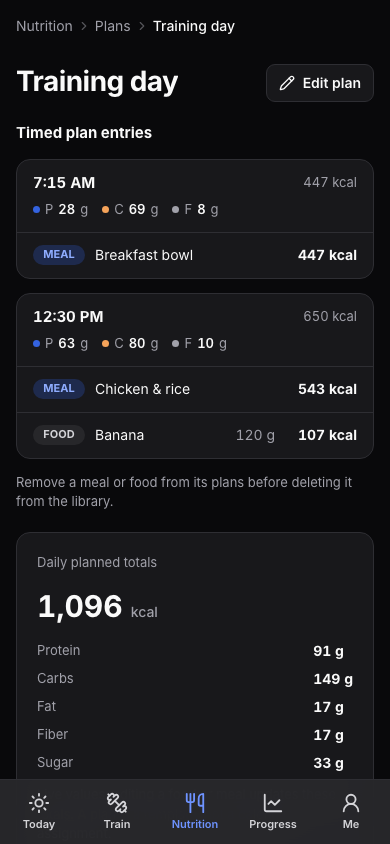 Nutrition > Plans > Training day
Training day
Edit plan
Timed plan entries
7:15 AM 447 kcal
P 28 g C 69 g F 8 g
MEAL Breakfast bowl 447 kcal
12:30 PM 650 kcal
P 63 g C 80 g F 10 g
MEAL Chicken & rice 543 kcal
FOOD Banana 120 g 107 kcal
Remove a meal or food from its plans before deleting it
from the library.
Daily planned totals
1,096 kcal
Protein 91 g
Carbs 149 g
Fat 17 g
Fiber 17 g
Sugar 33 g
Today Train Nutrition Progress Me